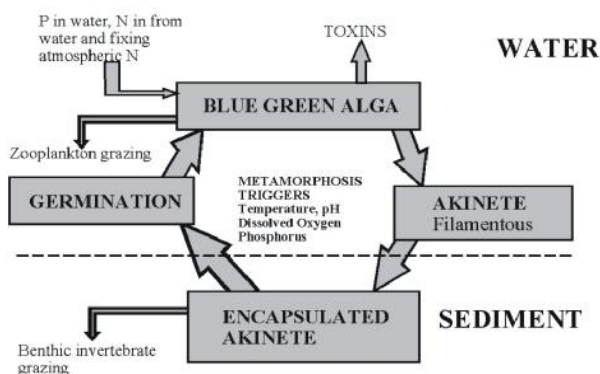 P in water, N in from
water and fixing
atmospheric N
TOXINS
WATER
BLUE GREEN ALGA
Zooplankton grazing
GERMINATION
METAMORPHOSIS
TRIGGERS
Temperature, pH
Dissolved Oxygen
Phosphorus
AKINETE
Filamentous
ENCAPSULATED
AKINETE
SEDIMENT
Benthic invertebrate
grazing